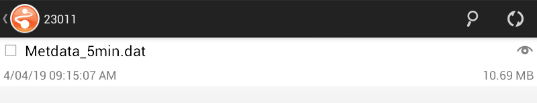 23011
Metdata_5min.dat
4/04/19 09:15:07 AM 10.69 MB